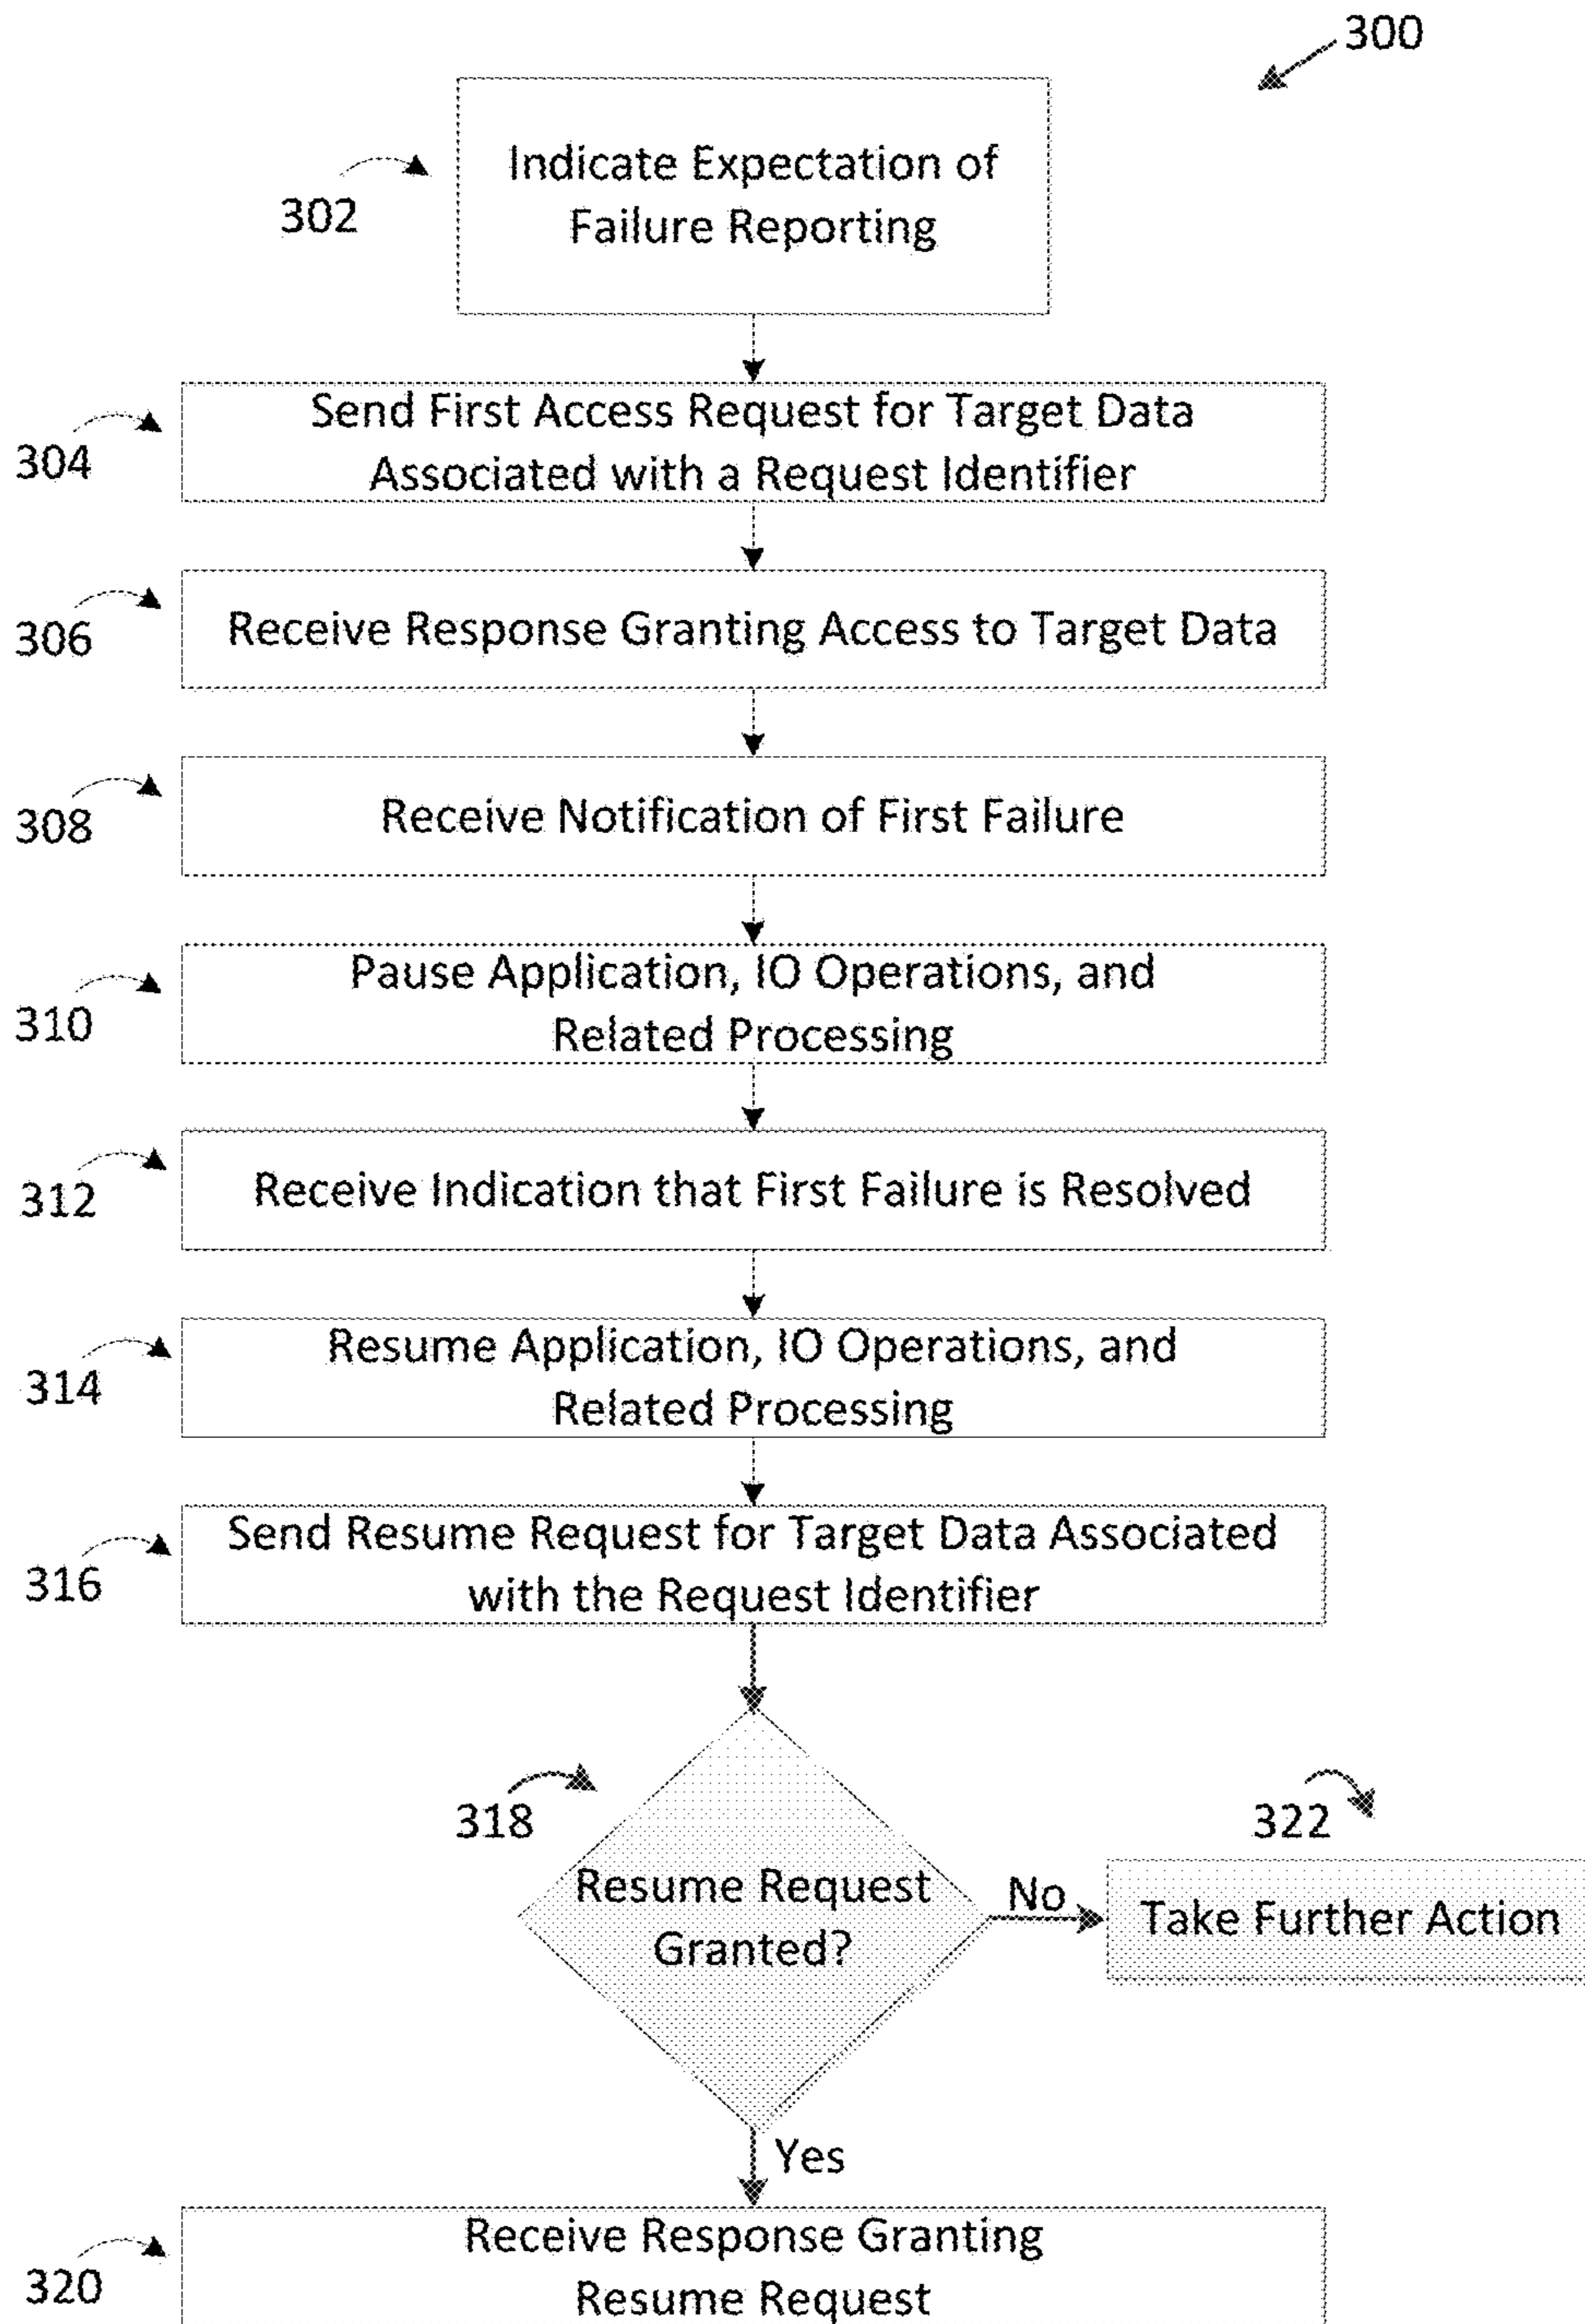 300
Indicate Expectation of
Failure Reporting
302
Send First Access Request for Target Data
Associated with a Request Identifier
304
Receive Response Granting Access to Target Data
306
Receive Notification of First Failure
308
Pause Application, IO Operations, and
Related Processing
310
Receive Indication that First Failure is Resolved
312
Resume Application, IO Operations, and
Related Processing
314
Send Resume Request for Target Data Associated
with the Request Identifier
316
318
Resume Request
Granted?
No
322
Take Further Action
Yes
Receive Response Granting
Resume Request
320